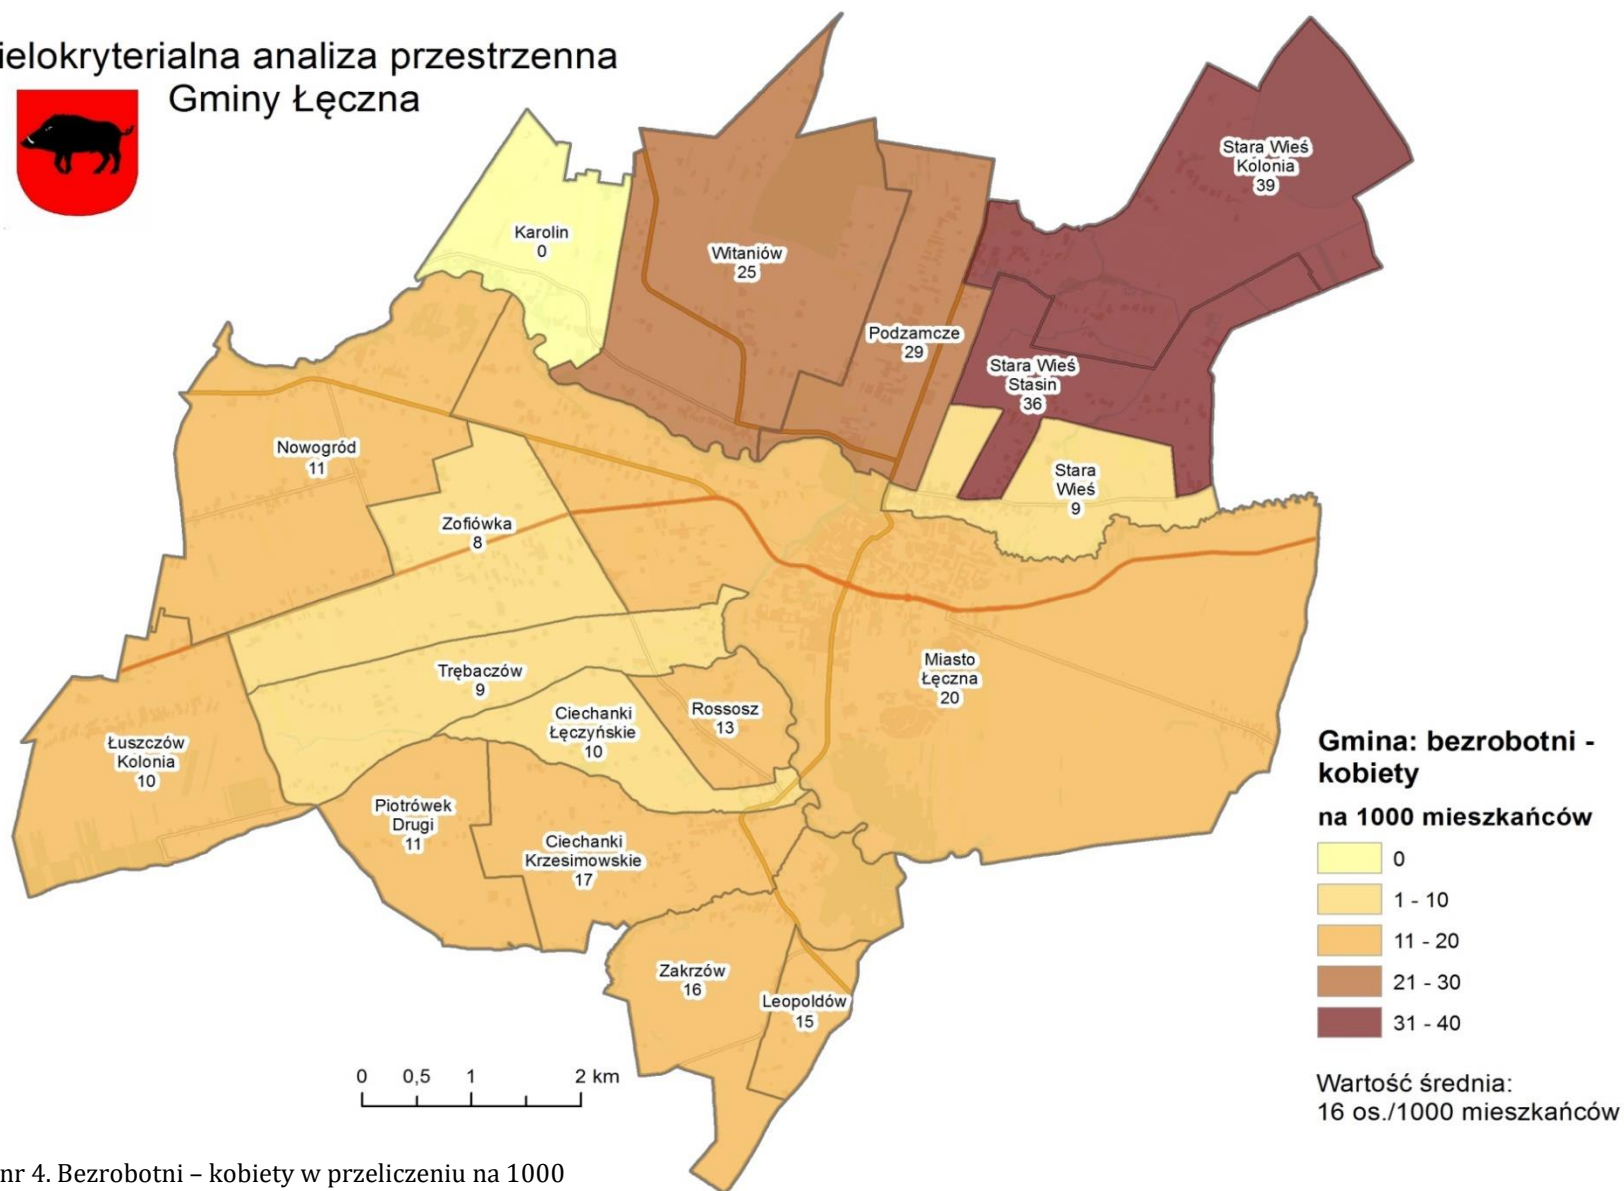 ielokryterialna analiza przestrzenna
Gminy Łęczna
Stara Wieś
Kolonia
39
Karolin
0
Witaniów
25
Podzamcze
29
Stara Wieś
Stasin
36
Nowogród
11
Stara
Wieś
9
Zofiówka
8
Trębaczów
9
Miasto
Łęczna
20
Rossosz
13
Ciechanki
Łęczyńskie
10
Łuszczów
Kolonia
10
Piotrówek
Drugi
11
Ciechanki
Krzesimowskie
17
Zakrzów
16
Leopoldów
15
Gmina: bezrobotni -
kobiety
na 1000 mieszkańców
0
1 - 10
11 - 20
21 - 30
31 - 40
Wartość średnia:
16 os./1000 mieszkańców
0 0,5 1 2 km
nr 4. Bezrobotni – kobiety w przeliczeniu na 1000